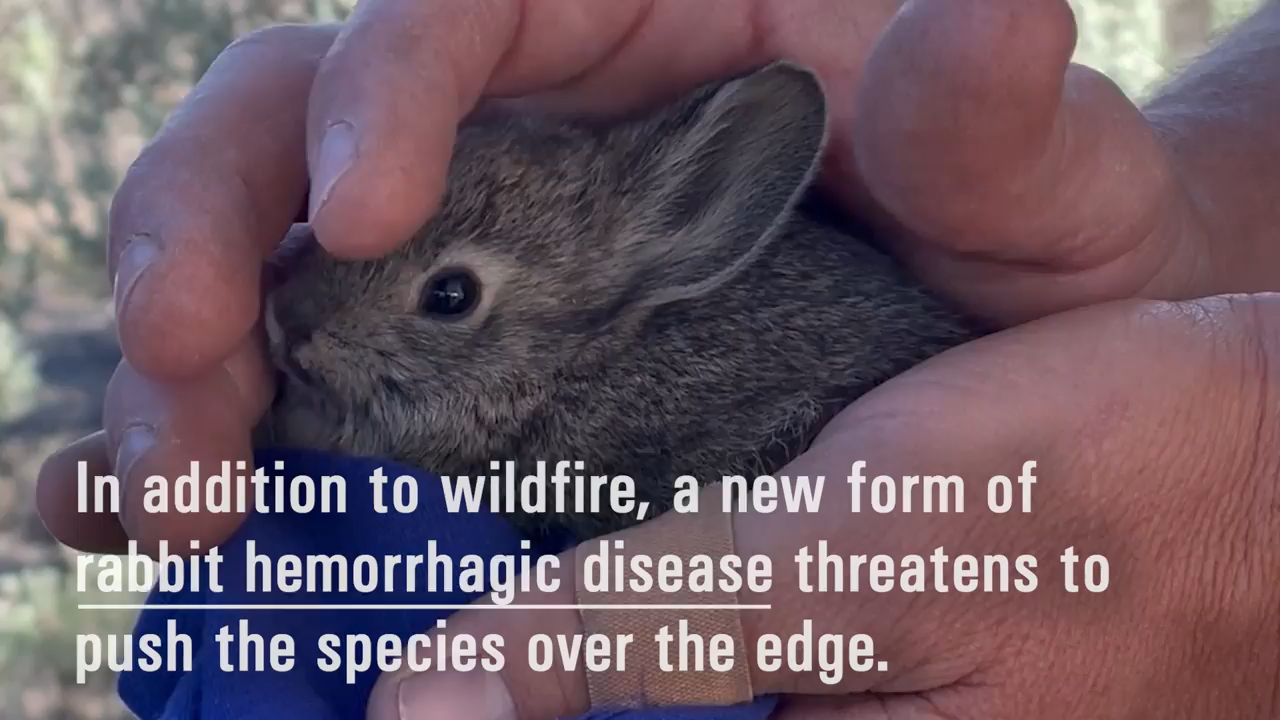 In addition to wildfire, a new form of
rabbit hemorrhagic disease threatens to
push the species over the edge.